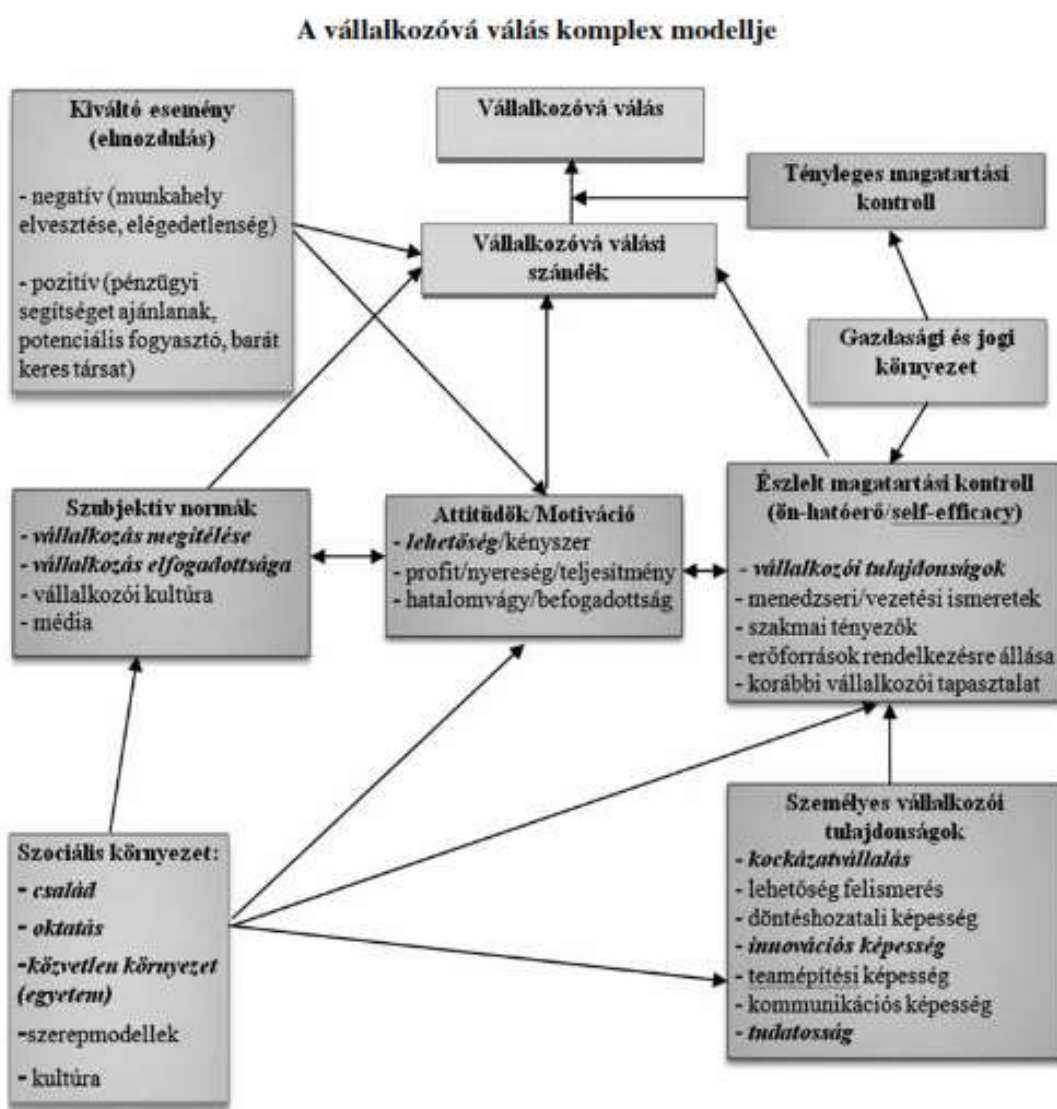 A vállalkozóvá válás komplex modellje
Kiváltó esemény
(elmozdulás)
- negatív (munkahely
elvesztése, elégedetlenség)
- pozitív (pénzügyi
segítséget ajánlanak,
potenciális fogyasztó, barát
keres társat)
Vállalkozóvá válás
Vállalkozóvá válási
szándék
Tényleges magatartási
kontroll
Gazdasági és jogi
környezet
Szubjektív normák
- vállalkozás megítélése
- vállalkozás elfogadottsága
- vállalkozói kultúra
- média
Attitűdök/Motiváció
- lehetőség/kényszer
- profit/nyereség/teljesítmény
- hatalomvágy/befogadottság
Észlelt magatartási kontroll
(ön-hatóerő/self-efficacy)
- vállalkozói tulajdonságok
- menedzseri/vezetési ismeretek
- szakmai tényezők
- erőforrások rendelkezésre állása
- korábbi vállalkozói tapasztalat
Szociális környezet:
- család
- oktatás
-közvetlen környezet
(egyetem)
-szerepmodellek
- kultúra
Személyes vállalkozói
tulajdonságok
- kockázatvállalás
- lehetőség felismerés
- döntéshozatali képesség
- innovációs képesség
- teamépítési képesség
- kommunikációs képesség
- tudatosság